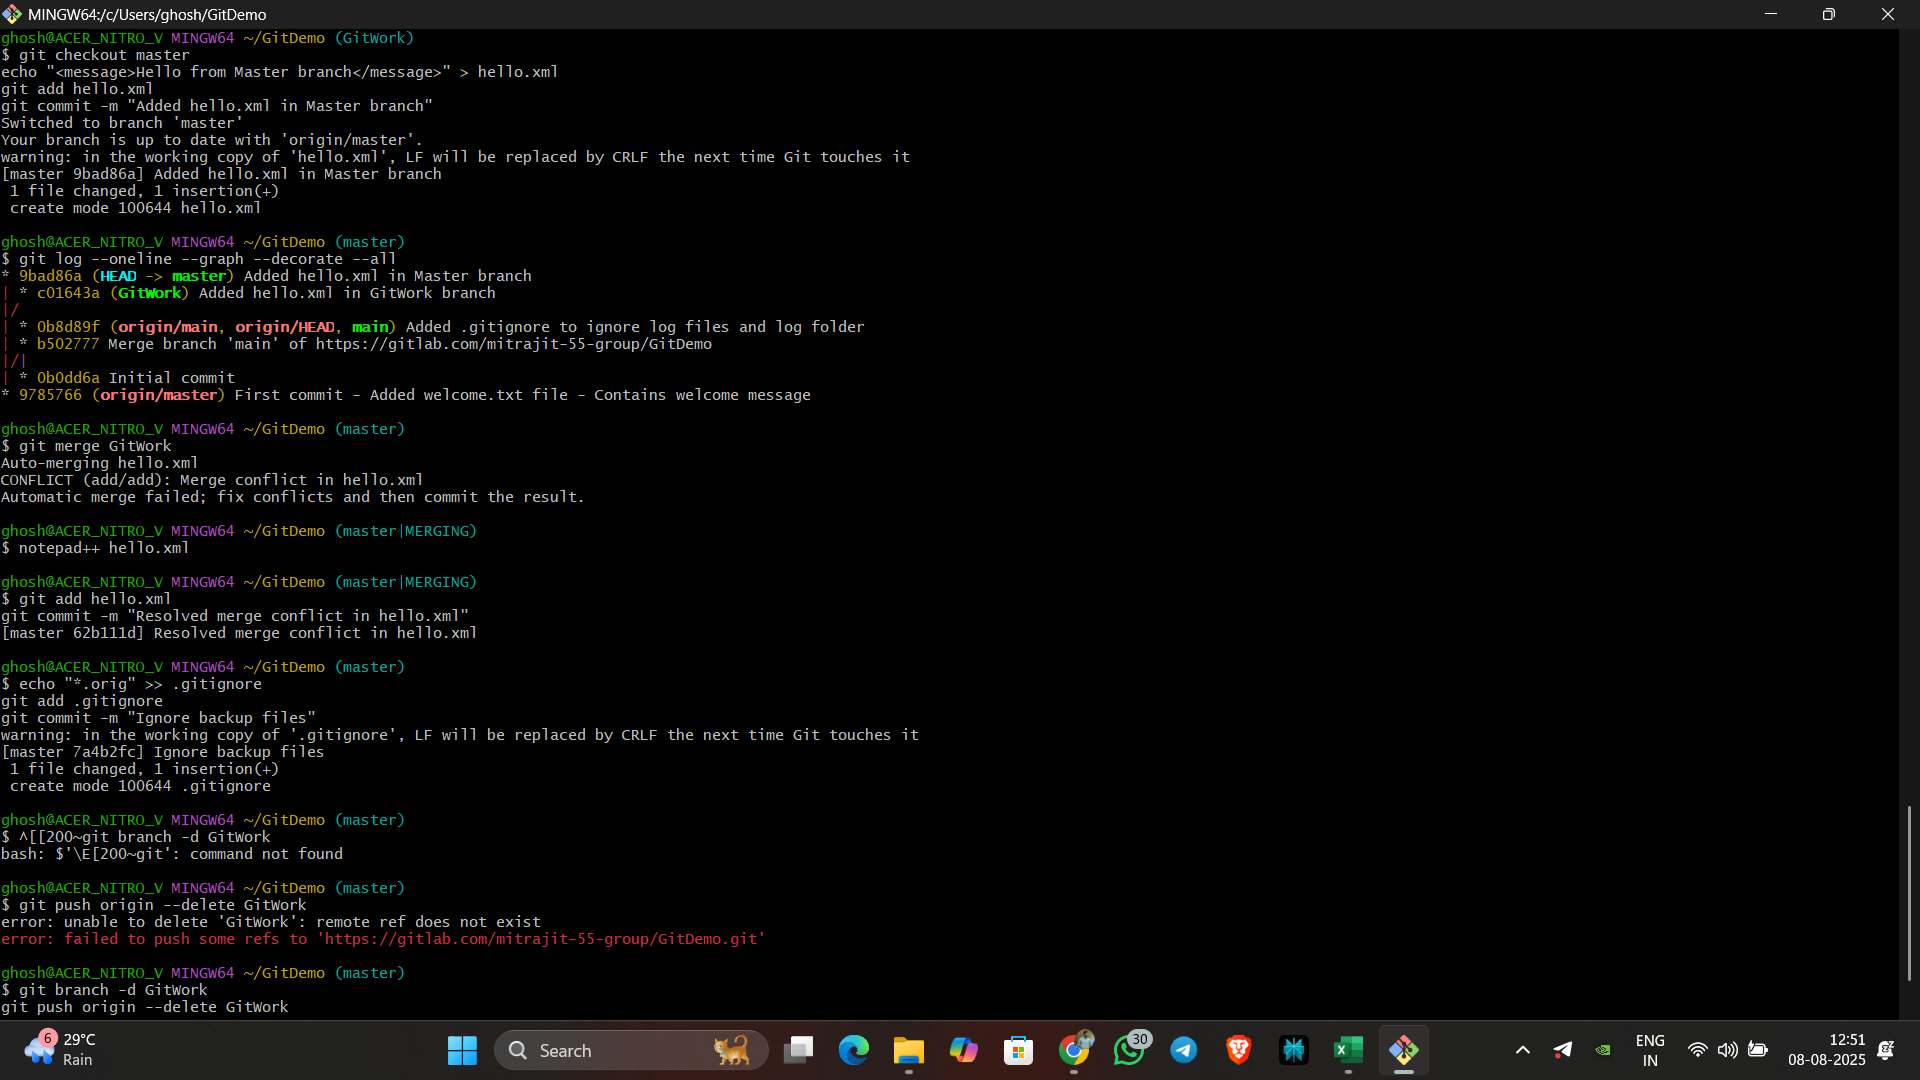 MINGW64:/c/Users/ghosh/GitDemo
ghosh@ACER_NITRO_V MINGW64 ~/GitDemo (GitWork)
$ git checkout master
echo "<message>Hello from Master branch</message>" > hello.xml
git add hello.xml
git commit -m "Added hello.xml in Master branch"
Switched to branch 'master'
Your branch is up to date with 'origin/master'.
warning: in the working copy of 'hello.xml', LF will be replaced by CRLF the next time Git touches it
[master 9bad86a] Added hello.xml in Master branch
 1 file changed, 1 insertion(+)
 create mode 100644 hello.xml

ghosh@ACER_NITRO_V MINGW64 ~/GitDemo (master)
$ git log --oneline --graph --decorate --all
* 9bad86a (HEAD -> master) Added hello.xml in Master branch
| * c01643a (GitWork) Added hello.xml in GitWork branch
|/
| * 0b8d89f (origin/main, origin/HEAD, main) Added .gitignore to ignore log files and log folder
| * b502777 Merge branch 'main' of https://gitlab.com/mitrajit-55-group/GitDemo
|/|
| * 0b0dd6a Initial commit
* 9785766 (origin/master) First commit - Added welcome.txt file - Contains welcome message

ghosh@ACER_NITRO_V MINGW64 ~/GitDemo (master)
$ git merge GitWork
Auto-merging hello.xml
CONFLICT (add/add): Merge conflict in hello.xml
Automatic merge failed; fix conflicts and then commit the result.

ghosh@ACER_NITRO_V MINGW64 ~/GitDemo (master|MERGING)
$ notepad++ hello.xml

ghosh@ACER_NITRO_V MINGW64 ~/GitDemo (master|MERGING)
$ git add hello.xml
git commit -m "Resolved merge conflict in hello.xml"
[master 62b111d] Resolved merge conflict in hello.xml

ghosh@ACER_NITRO_V MINGW64 ~/GitDemo (master)
$ echo "*.orig" >> .gitignore
git add .gitignore
git commit -m "Ignore backup files"
warning: in the working copy of '.gitignore', LF will be replaced by CRLF the next time Git touches it
[master 7a4b2fc] Ignore backup files
 1 file changed, 1 insertion(+)
 create mode 100644 .gitignore

ghosh@ACER_NITRO_V MINGW64 ~/GitDemo (master)
$ ^[[200~git branch -d GitWork
bash: $'\E[200~git': command not found

ghosh@ACER_NITRO_V MINGW64 ~/GitDemo (master)
$ git push origin --delete GitWork
error: unable to delete 'GitWork': remote ref does not exist
error: failed to push some refs to 'https://gitlab.com/mitrajit-55-group/GitDemo.git'

ghosh@ACER_NITRO_V MINGW64 ~/GitDemo (master)
$ git branch -d GitWork
git push origin --delete GitWork
6
29°C
Rain
Search
30
ENG
IN
12:51
08-08-2025